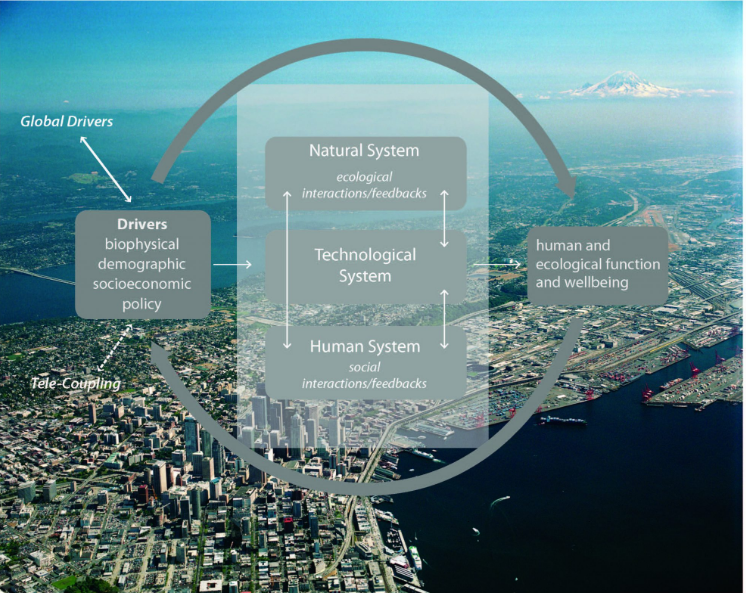 Global Drivers
Drivers
biophysical
demographic
socioeconomic
policy
Tele-Coupling
Natural System
ecological
interactions/feedbacks
Technological
System
Human System
social
interactions/feedbacks
human and
ecological function
and wellbeing